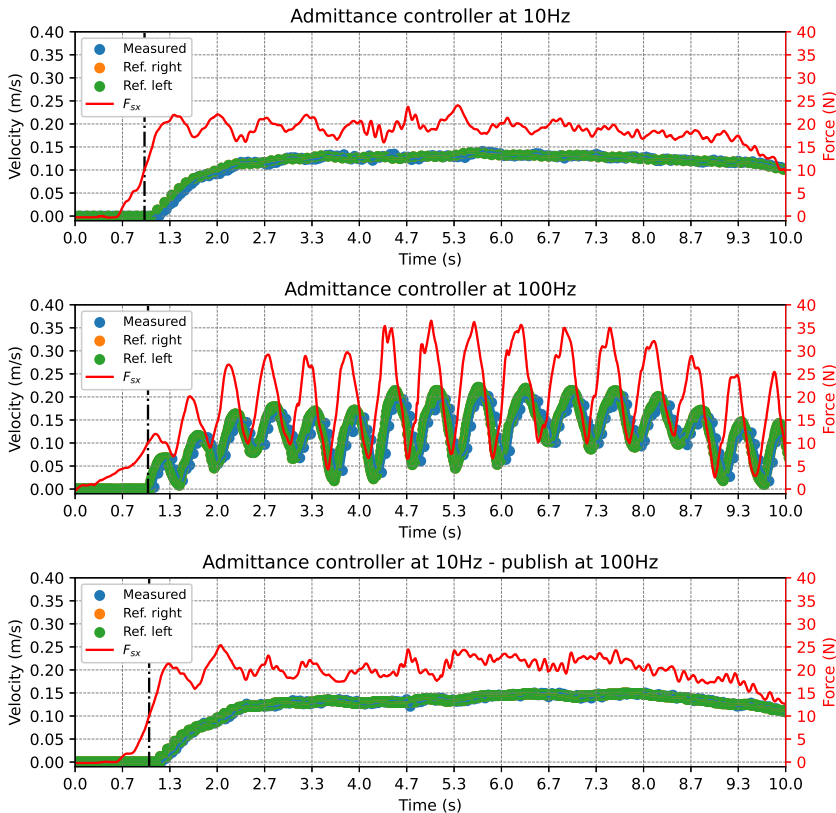 Admittance controller at 10Hz
Velocity (m/s)
0.40
0.35
0.30
0.25
0.20
0.15
0.10
0.05
0.00
Measured
Ref. right
Ref. left
F_sx
40
35
30
25
20
15
10
5
0
Force (N)
0.0 0.7 1.3 2.0 2.7 3.3 4.0 4.7 5.3 6.0 6.7 7.3 8.0 8.7 9.3 10.0
Time (s)
Admittance controller at 100Hz
Velocity (m/s)
0.40
0.35
0.30
0.25
0.20
0.15
0.10
0.05
0.00
Measured
Ref. right
Ref. left
F_sx
40
35
30
25
20
15
10
5
0
Force (N)
0.0 0.7 1.3 2.0 2.7 3.3 4.0 4.7 5.3 6.0 6.7 7.3 8.0 8.7 9.3 10.0
Time (s)
Admittance controller at 10Hz - publish at 100Hz
Velocity (m/s)
0.40
0.35
0.30
0.25
0.20
0.15
0.10
0.05
0.00
Measured
Ref. right
Ref. left
F_sx
40
35
30
25
20
15
10
5
0
Force (N)
0.0 0.7 1.3 2.0 2.7 3.3 4.0 4.7 5.3 6.0 6.7 7.3 8.0 8.7 9.3 10.0
Time (s)